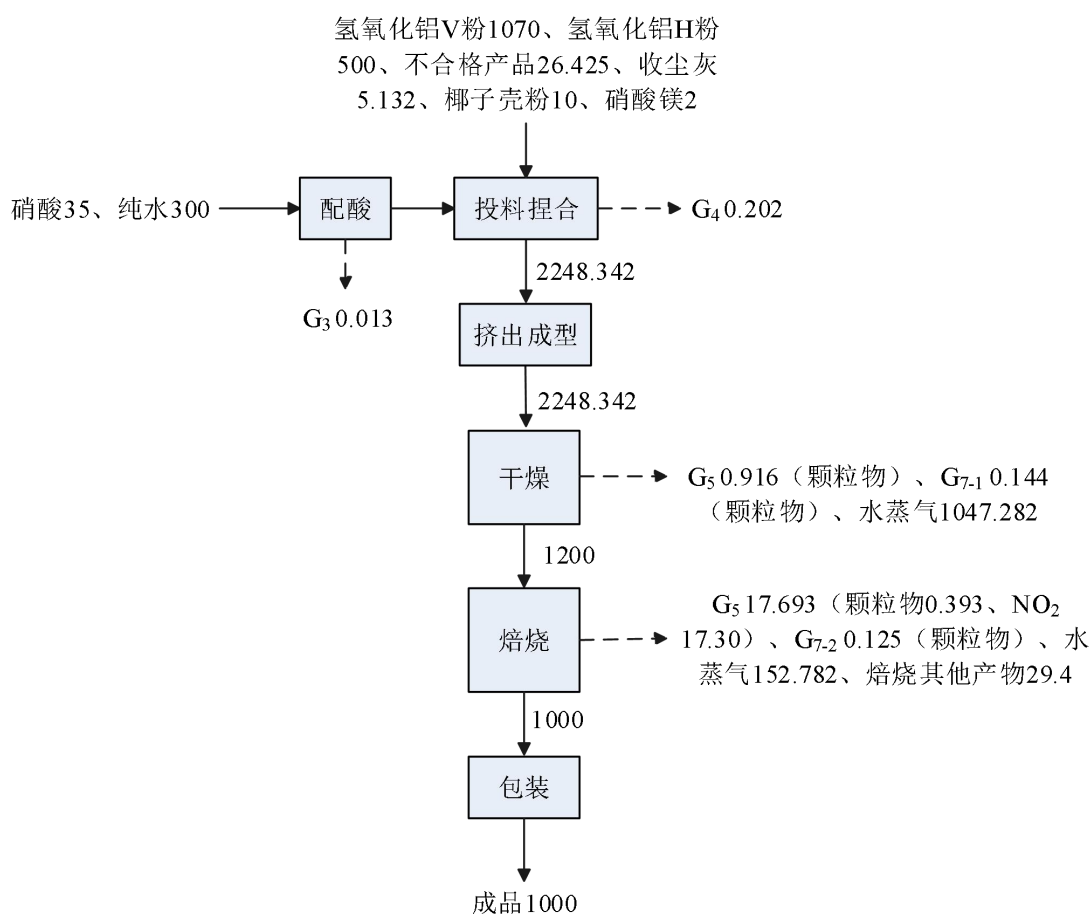 氢氧化铝V粉1070、氢氧化铝H粉
500、不合格产品26.425、收尘灰
5.132、椰子壳粉10、硝酸镁2
硝酸35、纯水300
配酸
投料捏合
G₄ 0.202
G₃ 0.013
2248.342
挤出成型
2248.342
干燥
G₅ 0.916（颗粒物）、G₇₋₁ 0.144
（颗粒物）、水蒸气1047.282
1200
焙烧
G₅ 17.693（颗粒物0.393、NO₂
17.30）、G₇₋₂ 0.125（颗粒物）、水
蒸气152.782、焙烧其他产物29.4
1000
包装
成品1000